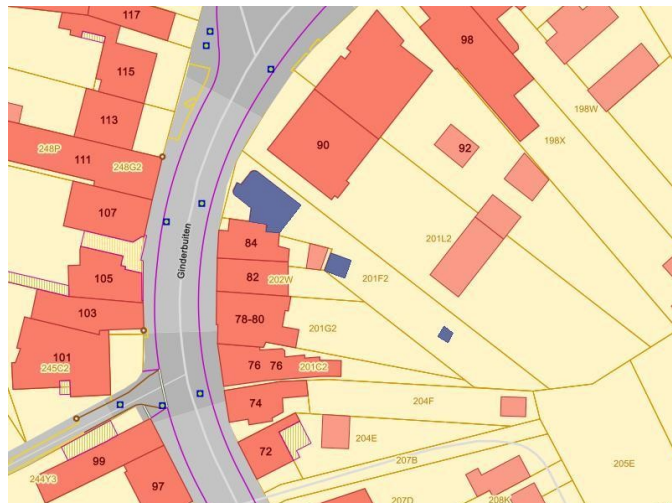 117
98
115
198W
113
90
92
198X
248P
111
248G2
107
201L2
Ginderbuiten
84
105
82
202W
201F2
103
78-80
201G2
101
76 76
201C2
245C2
74
204F
204E
72
99
207B
205E
244Y3
97
207D
208K